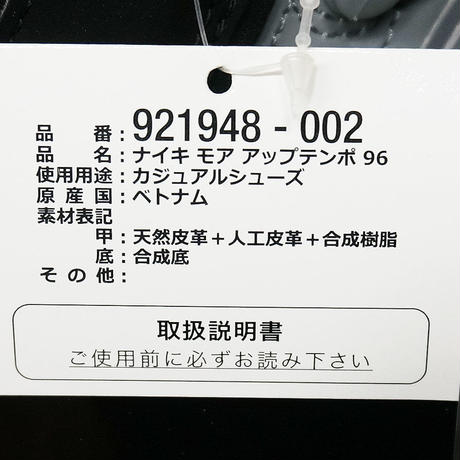 品 番 : 921948 - 002
品 名 : ナイキ モア アップテンポ 96
使用用途 : カジュアルシューズ
原 産 国 : ベトナム
素材表記
甲 : 天然皮革＋人工皮革＋合成樹脂
底 : 合成底
そ の 他 :
取扱説明書
ご使用前に必ずお読み下さい